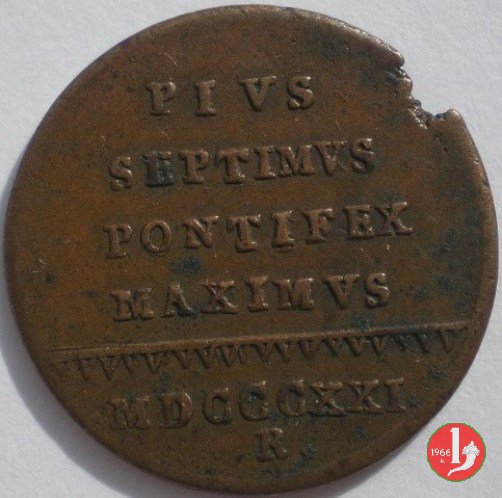 PIVS
SEPTIMVS
PONTIFEX
MAXIMVS
MDCCCXXI
R
1966
R